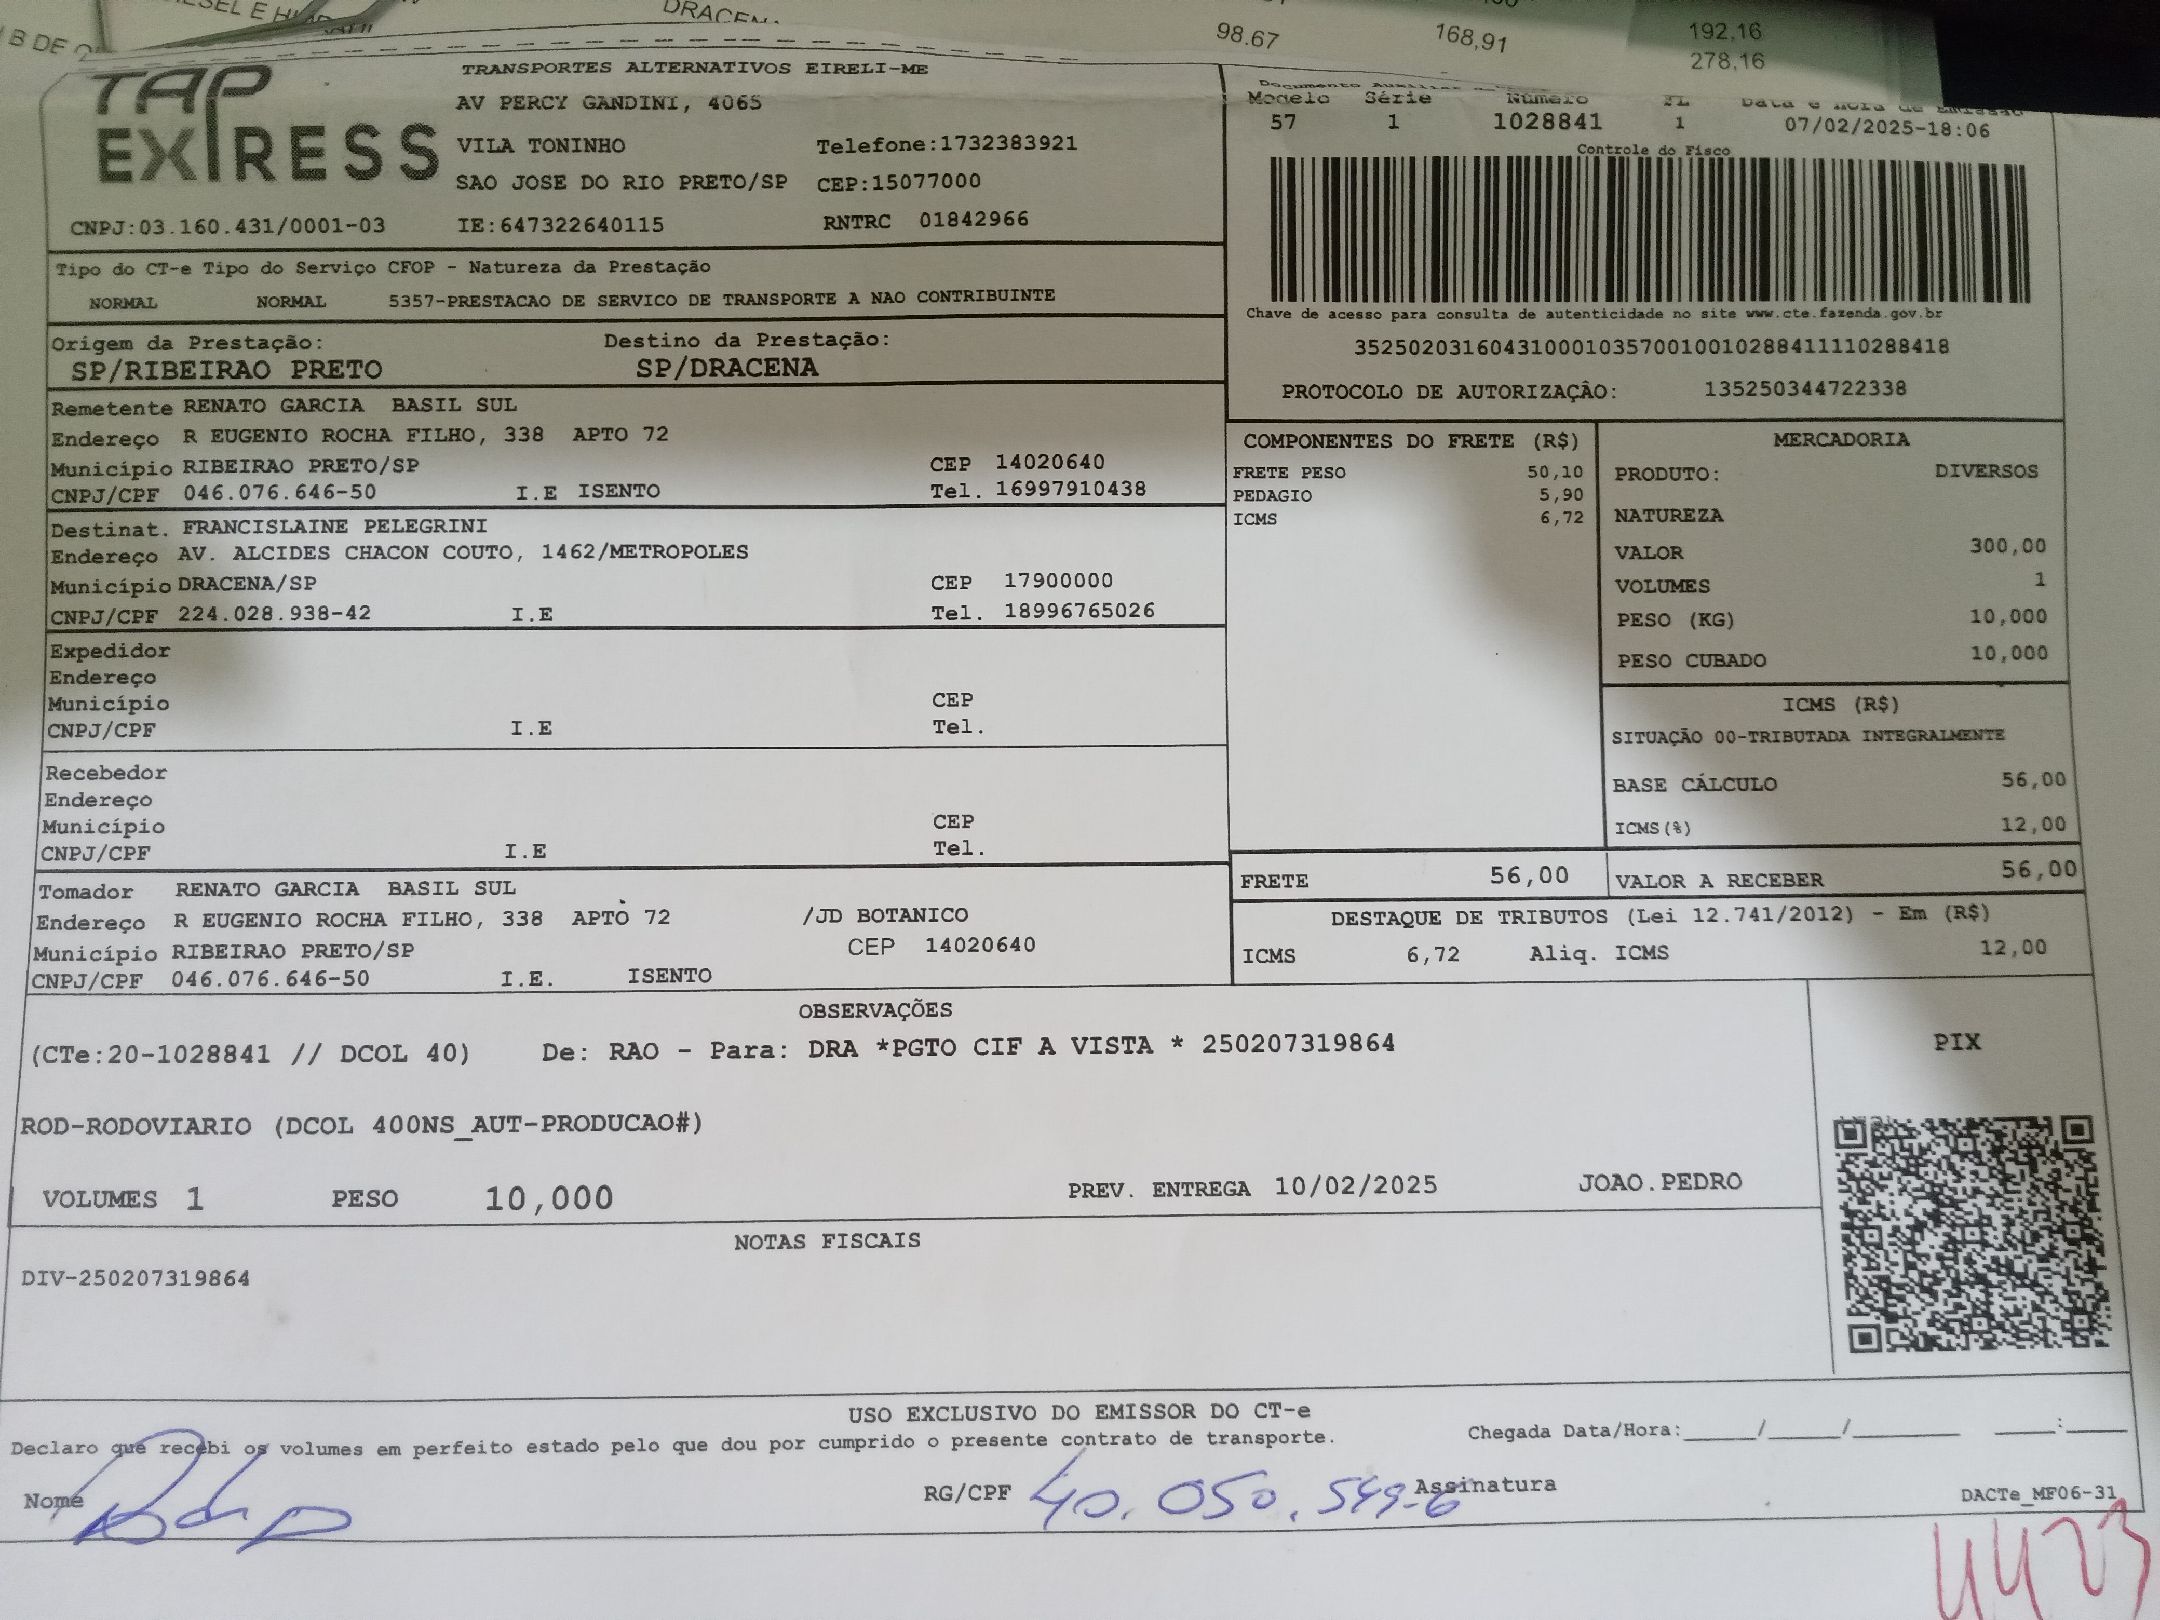 DRACENA
98.67 168,91 192,16
278,16
TAP EXPRESS
TRANSPORTES ALTERNATIVOS EIRELI-ME
AV PERCY GANDINI, 4065
VILA TONINHO Telefone:1732383921
SAO JOSE DO RIO PRETO/SP CEP:15077000
CNPJ:03.160.431/0001-03 IE:647322640115 RNTRC 01842966
Modelo Série Número FL Data e Hora de Emissão
57 1 1028841 1 07/02/2025-18:06
Controle do Fisco
Chave de acesso para consulta de autenticidade no site www.cte.fazenda.gov.br
35250203160431000103570010010288411110288418
PROTOCOLO DE AUTORIZAÇÂO: 135250344722338
Tipo do CT-e Tipo do Serviço CFOP - Natureza da Prestação
NORMAL NORMAL 5357-PRESTACAO DE SERVICO DE TRANSPORTE A NAO CONTRIBUINTE
Origem da Prestação: Destino da Prestação:
SP/RIBEIRAO PRETO SP/DRACENA
Remetente RENATO GARCIA BASIL SUL
Endereço R EUGENIO ROCHA FILHO, 338 APTO 72
Município RIBEIRAO PRETO/SP CEP 14020640
CNPJ/CPF 046.076.646-50 I.E ISENTO Tel. 16997910438
Destinat. FRANCISLAINE PELEGRINI
Endereço AV. ALCIDES CHACON COUTO, 1462/METROPOLES
Município DRACENA/SP CEP 17900000
CNPJ/CPF 224.028.938-42 I.E Tel. 18996765026
Expedidor
Endereço
Município CEP
CNPJ/CPF I.E Tel.
Recebedor
Endereço
Município CEP
CNPJ/CPF I.E Tel.
Tomador RENATO GARCIA BASIL SUL
Endereço R EUGENIO ROCHA FILHO, 338 APTO 72 /JD BOTANICO
Município RIBEIRAO PRETO/SP CEP 14020640
CNPJ/CPF 046.076.646-50 I.E. ISENTO
COMPONENTES DO FRETE (R$)
FRETE PESO 50,10
PEDAGIO 5,90
ICMS 6,72
MERCADORIA
PRODUTO: DIVERSOS
NATUREZA
VALOR 300,00
VOLUMES 1
PESO (KG) 10,000
PESO CUBADO 10,000
ICMS (R$)
SITUAÇÃO 00-TRIBUTADA INTEGRALMENTE
BASE CÁLCULO 56,00
ICMS(%) 12,00
FRETE 56,00 VALOR A RECEBER 56,00
DESTAQUE DE TRIBUTOS (Lei 12.741/2012) - Em (R$)
ICMS 6,72 Aliq. ICMS 12,00
OBSERVAÇÕES
(CTe:20-1028841 // DCOL 40) De: RAO - Para: DRA *PGTO CIF A VISTA * 250207319864
PIX
ROD-RODOVIARIO (DCOL 400NS_AUT-PRODUCAO#)
VOLUMES 1 PESO 10,000 PREV. ENTREGA 10/02/2025 JOAO.PEDRO
NOTAS FISCAIS
DIV-250207319864
USO EXCLUSIVO DO EMISSOR DO CT-e
Declaro que recebi os volumes em perfeito estado pelo que dou por cumprido o presente contrato de transporte. Chegada Data/Hora:_____/_____/________ ____:____
Nome RG/CPF 40.050.549-6 Assinatura
DACTe_MF06-31
4423